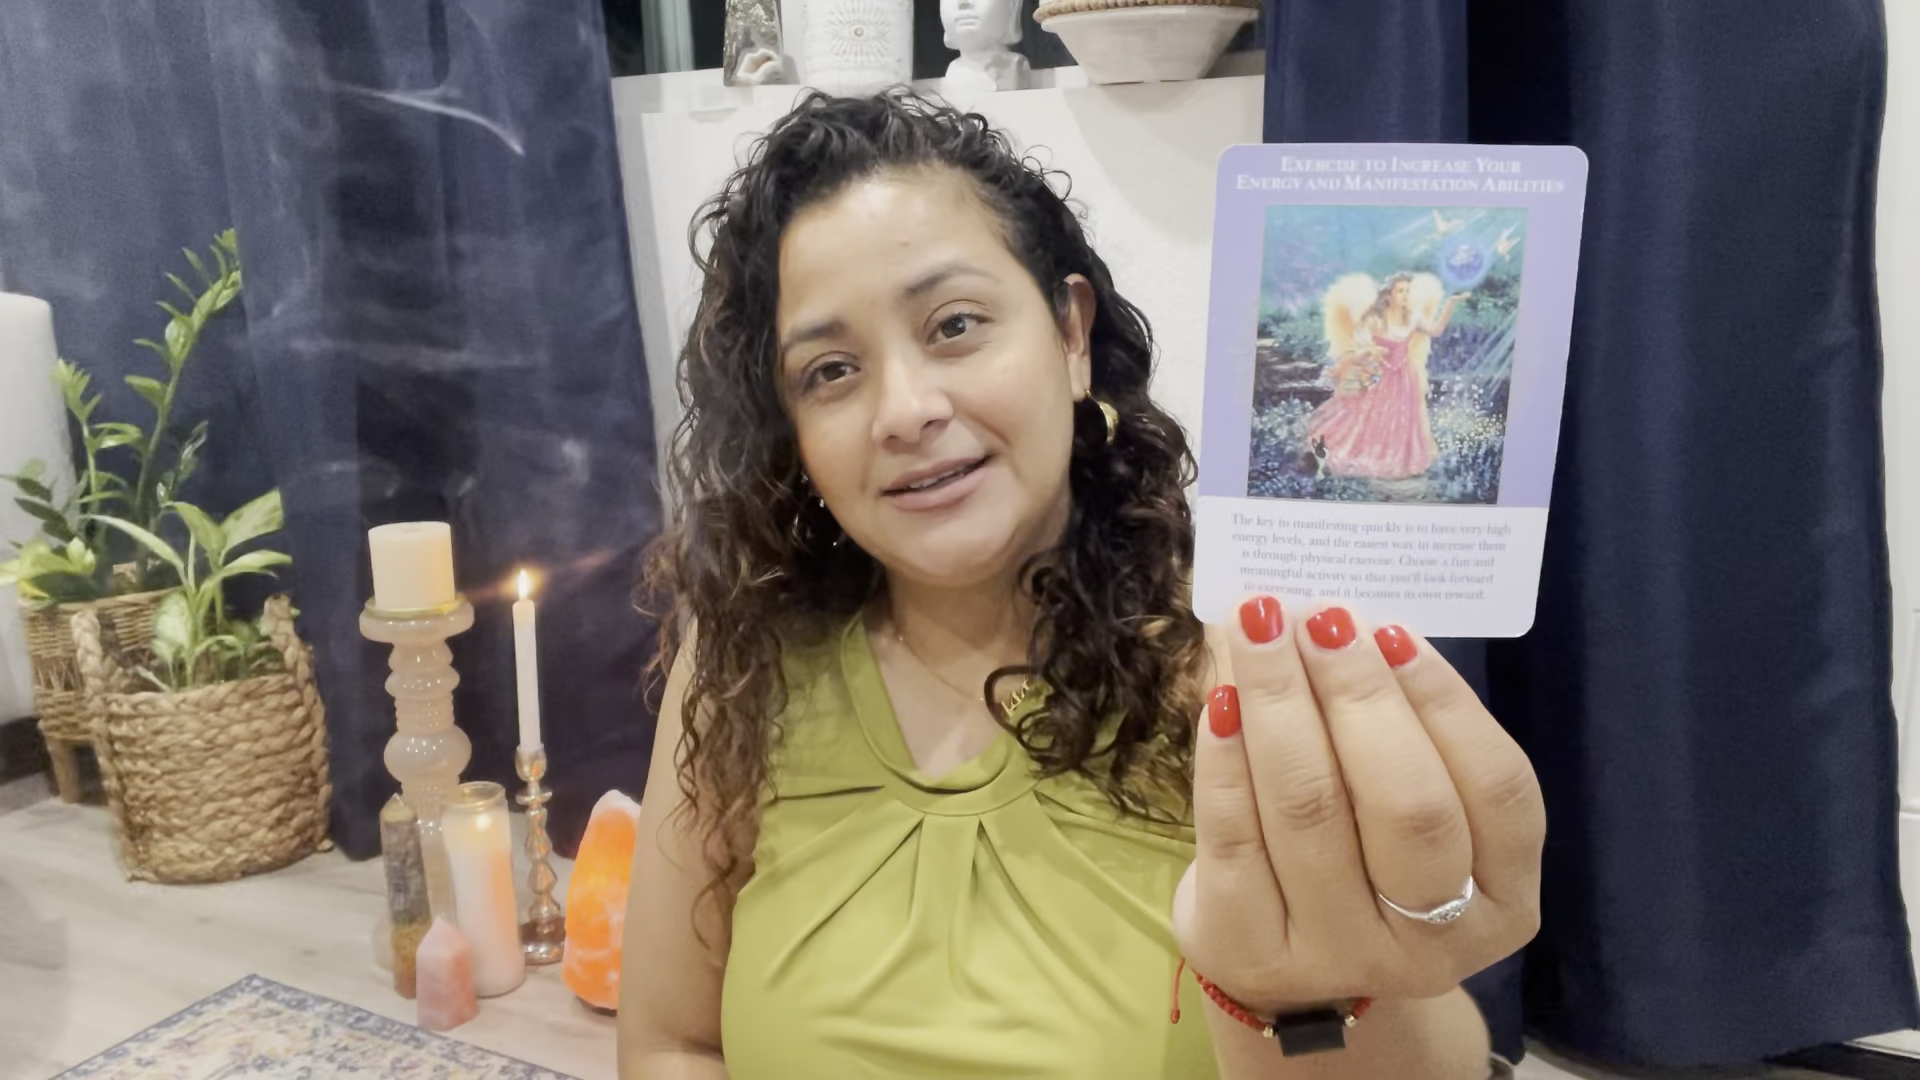 EXERCISE TO INCREASE YOUR
ENERGY AND MANIFESTATION ABILITIES
The key to manifesting quickly is to have very high
energy levels, and the easiest way to increase them
is through physical exercise. Choose a fun and
meaningful activity so that you'll look forward
to exercising, and it becomes its own reward.